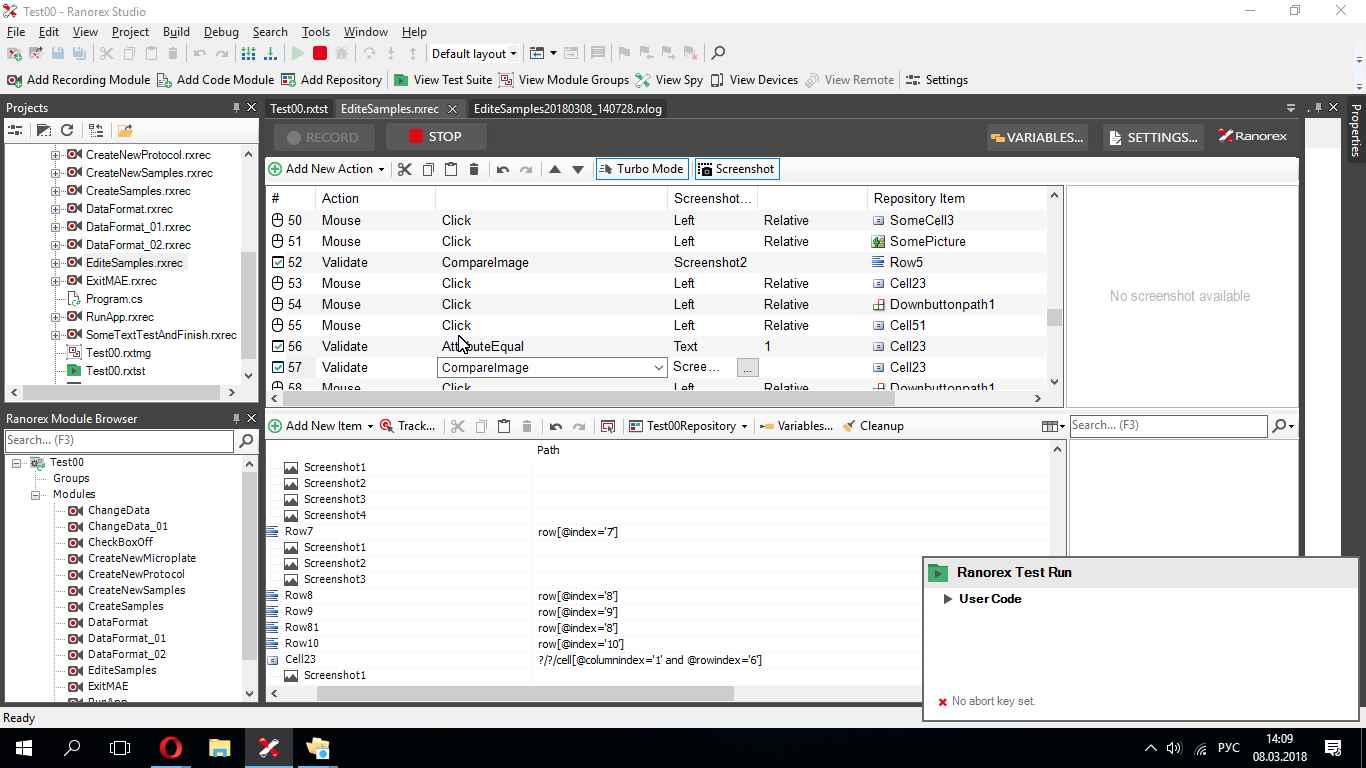 Test00 - Ranorex Studio
File Edit View Project Build Debug Search Tools Window Help
Default layout
Add Recording Module Add Code Module Add Repository View Test Suite View Module Groups View Spy View Devices View Remote Settings
Projects
CreateNewProtocol.rxrec
CreateNewSamples.rxrec
CreateSamples.rxrec
DataFormat.rxrec
DataFormat_01.rxrec
DataFormat_02.rxrec
EditeSamples.rxrec
ExitMAE.rxrec
Program.cs
RunApp.rxrec
SomeTextTestAndFinish.rxrec
Test00.rxtmg
Test00.rxtst
Ranorex Module Browser
Search... (F3)
Test00
Groups
Modules
ChangeData
ChangeData_01
CheckBoxOff
CreateNewMicroplate
CreateNewProtocol
CreateNewSamples
CreateSamples
DataFormat
DataFormat_01
DataFormat_02
EditeSamples
ExitMAE
RunApp
Test00.rxtst EditeSamples.rxrec EditeSamples20180308_140728.rxlog
RECORD STOP VARIABLES... SETTINGS... Ranorex
Add New Action Turbo Mode Screenshot
# Action Screenshot... Repository Item
50 Mouse Click Left Relative SomeCell3
51 Mouse Click Left Relative SomePicture
52 Validate CompareImage Screenshot2 Row5
53 Mouse Click Left Relative Cell23
54 Mouse Click Left Relative Downbuttonpath1
55 Mouse Click Left Relative Cell51
56 Validate AttributeEqual Text 1 Cell23
57 Validate CompareImage Scree... ... Cell23
58 Mouse Click Left Relative Downbuttonpath1
No screenshot available
Properties
Add New Item Track... Test00Repository Variables... Cleanup Search... (F3)
Path
Screenshot1
Screenshot2
Screenshot3
Screenshot4
Row7 row[@index='7']
Screenshot1
Screenshot2
Screenshot3
Row8 row[@index='8']
Row9 row[@index='9']
Row81 row[@index='8']
Row10 row[@index='10']
Cell23 ?/?/cell[@columnindex='1' and @rowindex='6']
Screenshot1
Ranorex Test Run
User Code
No abort key set.
Ready
РУС
14:09
08.03.2018